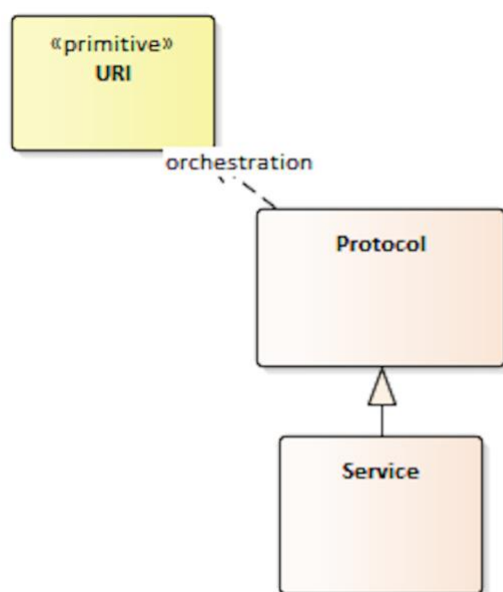 «primitive»
URI
orchestration
Protocol
Service